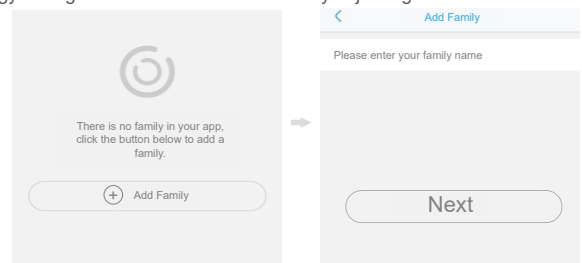 There is no family in your app,
click the button below to add a
family.
Add Family
Add Family
Please enter your family name
Next